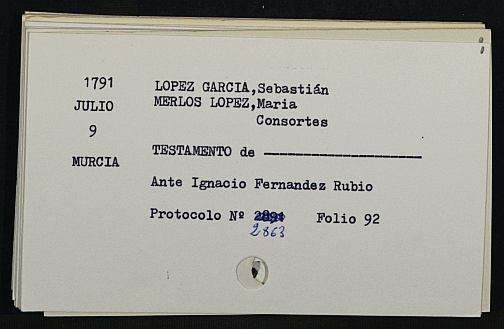 1791
JULIO
9
MURCIA
LOPEZ GARCIA,Sebastián
MERLOS LOPEZ,Maria
Consortes
TESTAMENTO de
Ante Ignacio Fernandez Rubio
Protocolo Nº Folio 92
2863